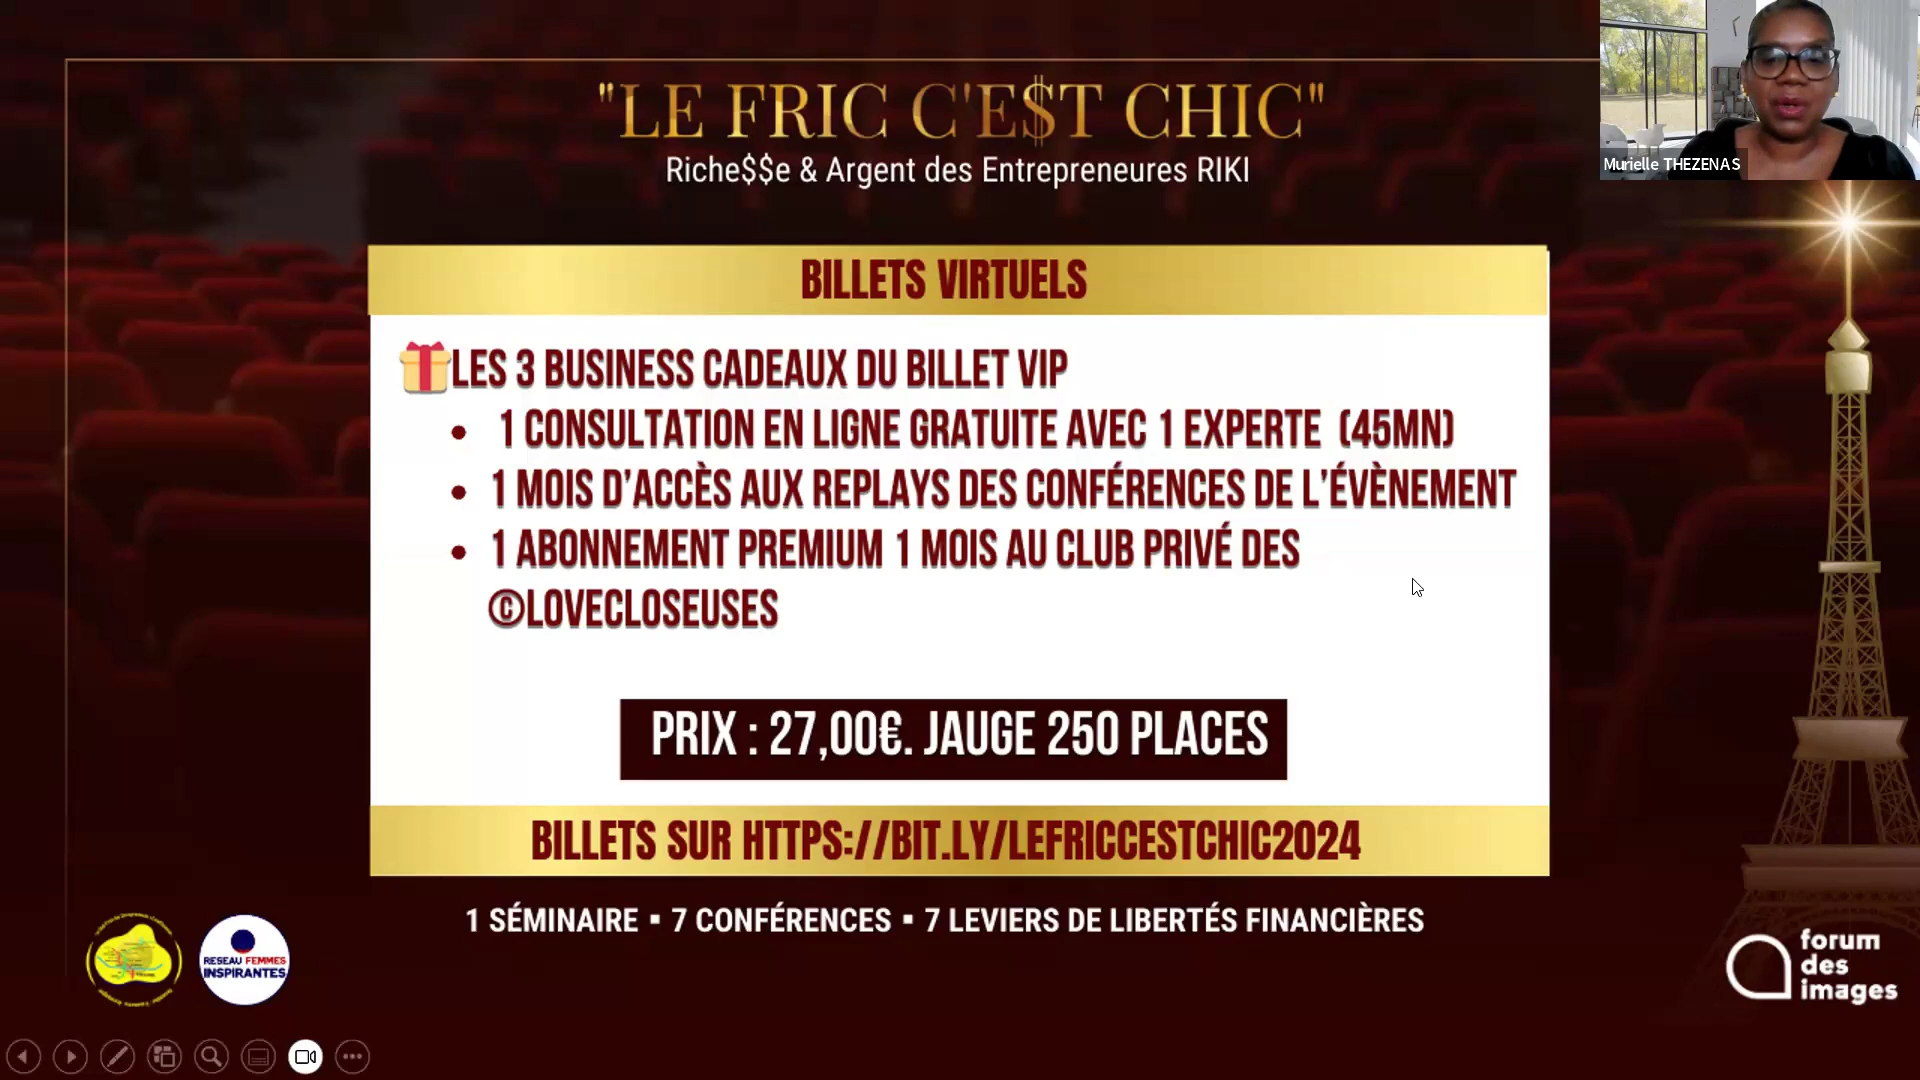 "LE FRIC C'E$T CHIC"
Riche$$e & Argent des Entrepreneures RIKI
Murielle THEZENAS
BILLETS VIRTUELS
LES 3 BUSINESS CADEAUX DU BILLET VIP
• 1 CONSULTATION EN LIGNE GRATUITE AVEC 1 EXPERTE (45MN)
• 1 MOIS D'ACCÈS AUX REPLAYS DES CONFÉRENCES DE L'ÉVÈNEMENT
• 1 ABONNEMENT PREMIUM 1 MOIS AU CLUB PRIVÉ DES
©LOVECLOSEUSES
PRIX : 27,00€. JAUGE 250 PLACES
BILLETS SUR HTTPS://BIT.LY/LEFRICCESTCHIC2024
1 SÉMINAIRE ▪ 7 CONFÉRENCES ▪ 7 LEVIERS DE LIBERTÉS FINANCIÈRES
RESEAU FEMMES
INSPIRANTES
forum
des
images